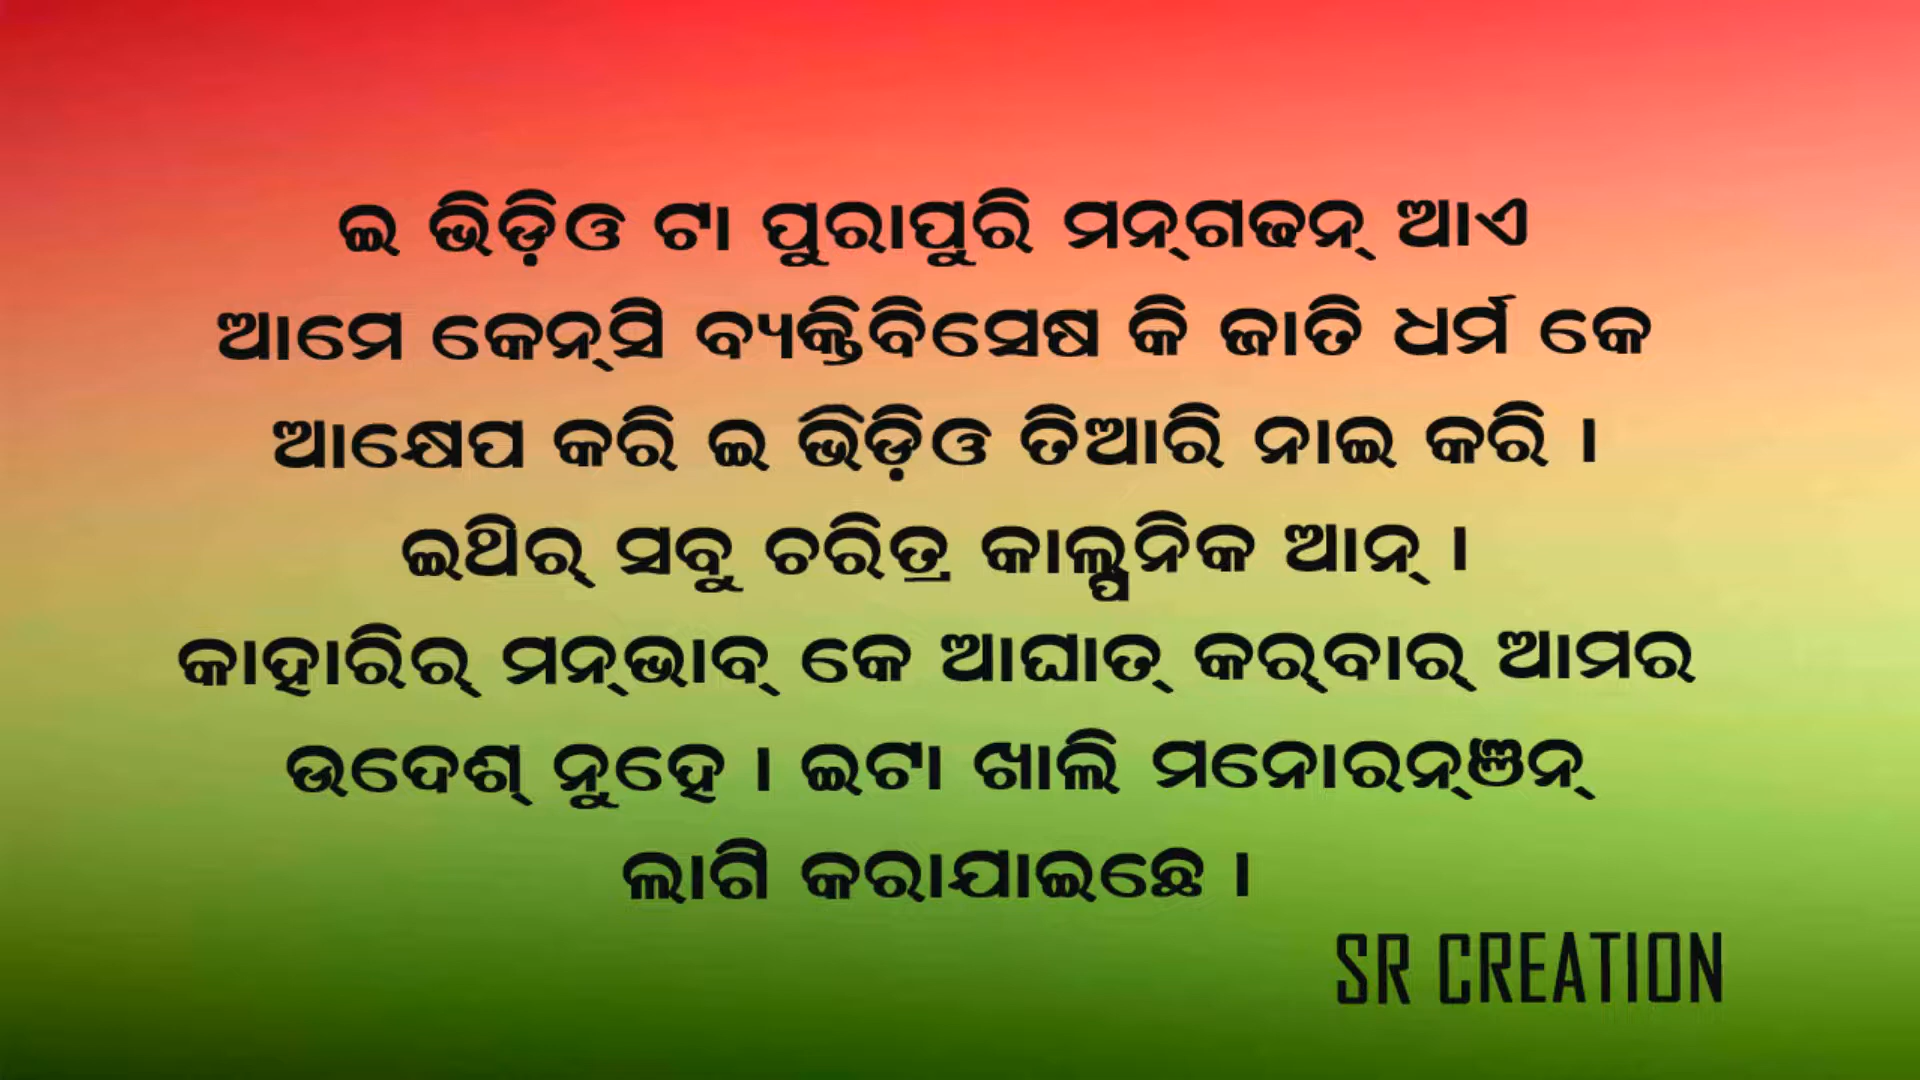 ଇ ଭିଡ଼ିଓ ଟା ପୁରାପୁରି ମନ୍‌ଗଢନ୍ ଆଏ
ଆମେ କେନ୍‌ସି ବ୍ୟକ୍ତିବିସେଷ କି ଜାତି ଧର୍ମ କେ
ଆକ୍ଷେପ କରି ଇ ଭିଡ଼ିଓ ତିଆରି ନାଇ କରି ।
ଇଥିର୍ ସବୁ ଚରିତ୍ର କାଳ୍ପନିକ ଆନ୍ ।
କାହାରିର୍ ମନ୍‌ଭାବ୍ କେ ଆଘାତ୍ କର୍‌ବାର୍ ଆମର
ଉଦେଶ୍ ନୁହେ । ଇଟା ଖାଲି ମନୋରନ୍‌ଞ୍ଜନ୍
ଲାଗି କରାଯାଇଛେ ।
SR CREATION